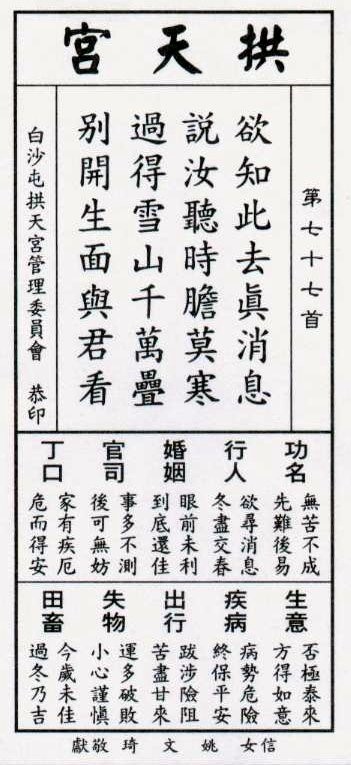 拱天宮
第七十七首
欲知此去眞消息
說汝聽時膽莫寒
過得雪山千萬疊
別開生面與君看
白沙屯拱天宮管理委員會 恭印
功名
無苦不成
先難後易
行人
欲尋消息
冬盡交春
婚姻
眼前未利
到底還佳
官司
事多不測
後可無妨
丁口
家有疾厄
危而得安
生意
否極泰來
方得如意
疾病
病勢危險
終保平安
出行
跋涉險阻
苦盡甘來
失物
運多破敗
小心謹慎
田畜
今歲未佳
過冬乃吉
信女 姚文琦 敬獻